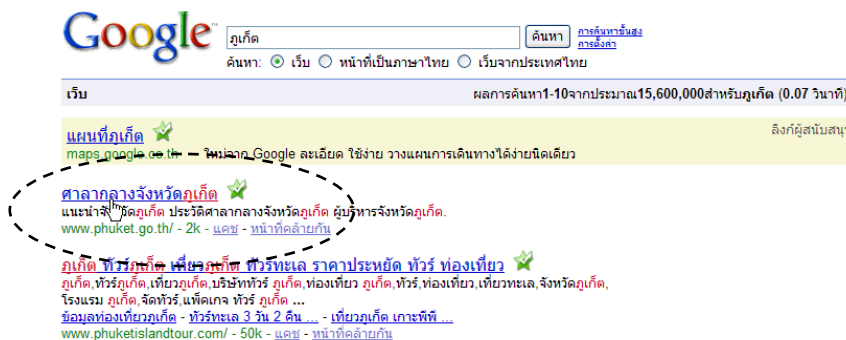 Google™ ภูเก็ต ค้นหา การค้นหาขั้นสูง
การตั้งค่า
ค้นหา: เว็บ หน้าที่เป็นภาษาไทย เว็บจากประเทศไทย
เว็บ ผลการค้นหา1-10จากประมาณ15,600,000สำหรับภูเก็ต (0.07 วินาที)
แผนที่ภูเก็ต ลิงก์ผู้สนับสนุ
maps.google.co.th ใหม่จาก Google ละเอียด ใช้ง่าย วางแผนการเดินทางได้ง่ายนิดเดียว
ศาลากลางจังหวัดภูเก็ต
แนะนำจังหวัดภูเก็ต ประวัติศาลากลางจังหวัดภูเก็ต ผู้บริหารจังหวัดภูเก็ต.
www.phuket.go.th/ - 2k - แคช - หน้าที่คล้ายกัน
ภูเก็ต ทัวร์ภูเก็ต เที่ยวภูเก็ต ทัวร์ทะเล ราคาประหยัด ทัวร์ ท่องเที่ยว
ภูเก็ต,ทัวร์ภูเก็ต,เที่ยวภูเก็ต,บริษัททัวร์ ภูเก็ต,ท่องเที่ยว ภูเก็ต,ทัวร์,ท่องเที่ยว,เที่ยวทะเล,จังหวัดภูเก็ต,
โรงแรม ภูเก็ต,จัดทัวร์,แพ็คเกจ ทัวร์ ภูเก็ต ...
ข้อมูลท่องเที่ยวภูเก็ต - ทัวร์ทะเล 3 วัน 2 คืน ... - เที่ยวภูเก็ต เกาะพีพี ...
www.phuketislandtour.com/ - 50k - แคช - หน้าที่คล้ายกัน